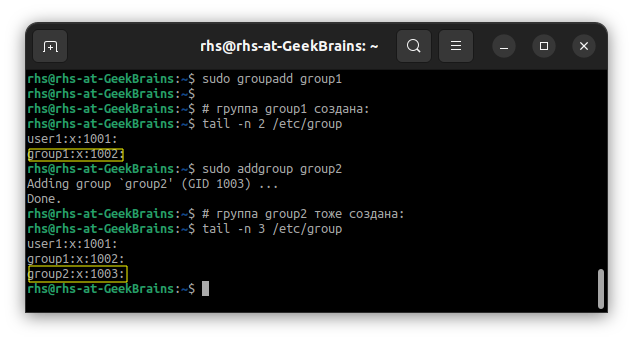 rhs@rhs-at-GeekBrains: ~
rhs@rhs-at-GeekBrains:~$ sudo groupadd group1
rhs@rhs-at-GeekBrains:~$
rhs@rhs-at-GeekBrains:~$ # группа group1 создана:
rhs@rhs-at-GeekBrains:~$ tail -n 2 /etc/group
user1:x:1001:
group1:x:1002:
rhs@rhs-at-GeekBrains:~$ sudo addgroup group2
Adding group `group2' (GID 1003) ...
Done.
rhs@rhs-at-GeekBrains:~$ # группа group2 тоже создана:
rhs@rhs-at-GeekBrains:~$ tail -n 3 /etc/group
user1:x:1001:
group1:x:1002:
group2:x:1003:
rhs@rhs-at-GeekBrains:~$